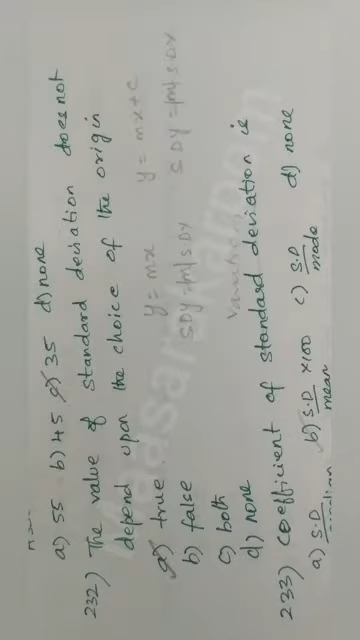 a) 55 b) 45 c) 35 d) none
232) The value of standard deviation does not
depend upon the choice of the origin
a) true
b) false
c) both
d) none
y = mx y = mx + c
SDy = |m| SDx SDy = |m| SDx
233) Coefficient of standard deviation is
a) S.D b) S.D × 100 c) S.D d) none
mean mode